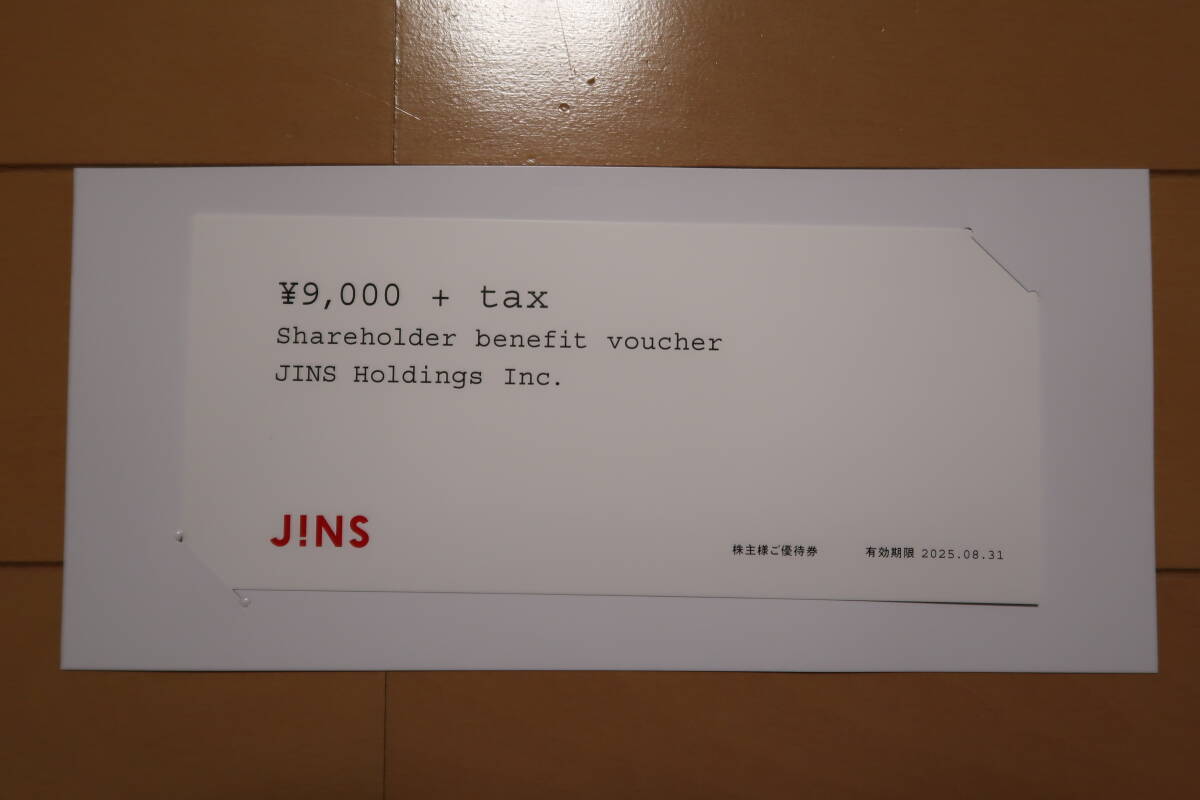 ¥9,000 + tax
Shareholder benefit voucher
JINS Holdings Inc.
J!NS
株主様ご優待券 有効期限 2025.08.31